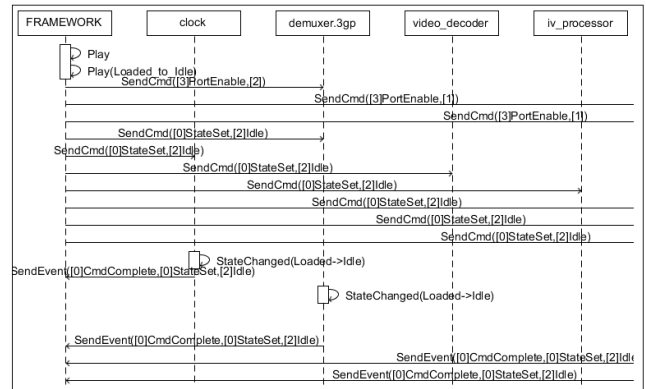 FRAMEWORK clock demuxer.3gp video_decoder iv_processor
Play
Play(Loaded_to_Idle)
SendCmd([3]PortEnable,[2])
SendCmd([3]PortEnable,[1])
SendCmd([3]PortEnable,[1])
SendCmd([0]StateSet,[2]Idle)
SendCmd([0]StateSet,[2]Idle)
SendCmd([0]StateSet,[2]Idle)
SendCmd([0]StateSet,[2]Idle)
SendCmd([0]StateSet,[2]Idle)
SendCmd([0]StateSet,[2]Idle)
SendCmd([0]StateSet,[2]Idle)
StateChanged(Loaded->Idle)
SendEvent([0]CmdComplete,[0]StateSet,[2]Idle)
StateChanged(Loaded->Idle)
SendEvent([0]CmdComplete,[0]StateSet,[2]Idle)
SendEvent([0]CmdComplete,[0]StateSet,[2]Idle
SendEvent([0]CmdComplete,[0]StateSet,[2]Idle)